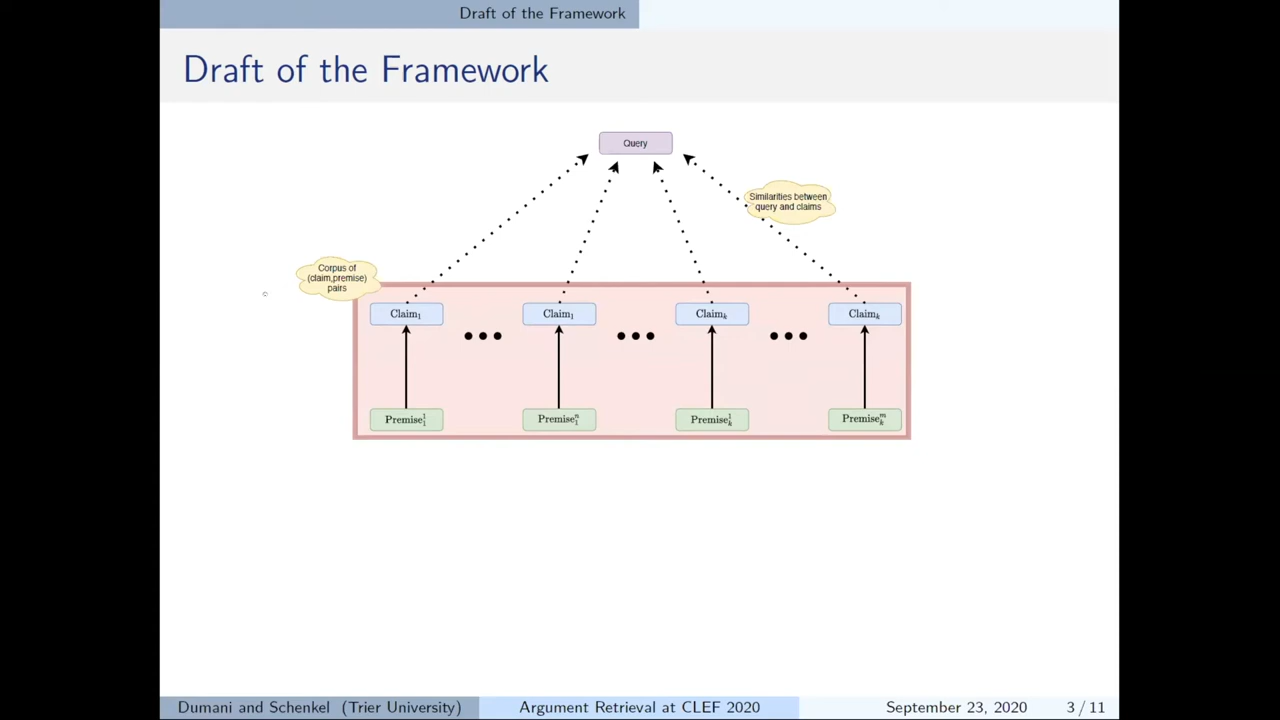 Draft of the Framework
Draft of the Framework
Query
Similarities between
query and claims
Corpus of
(claim,premise)
pairs
Claim₁ Claim₁ Claimₖ Claimₖ
Premise₁¹ Premise₁ⁿ Premiseₖ¹ Premiseₖᵐ
Dumani and Schenkel (Trier University) Argument Retrieval at CLEF 2020 September 23, 2020 3 / 11